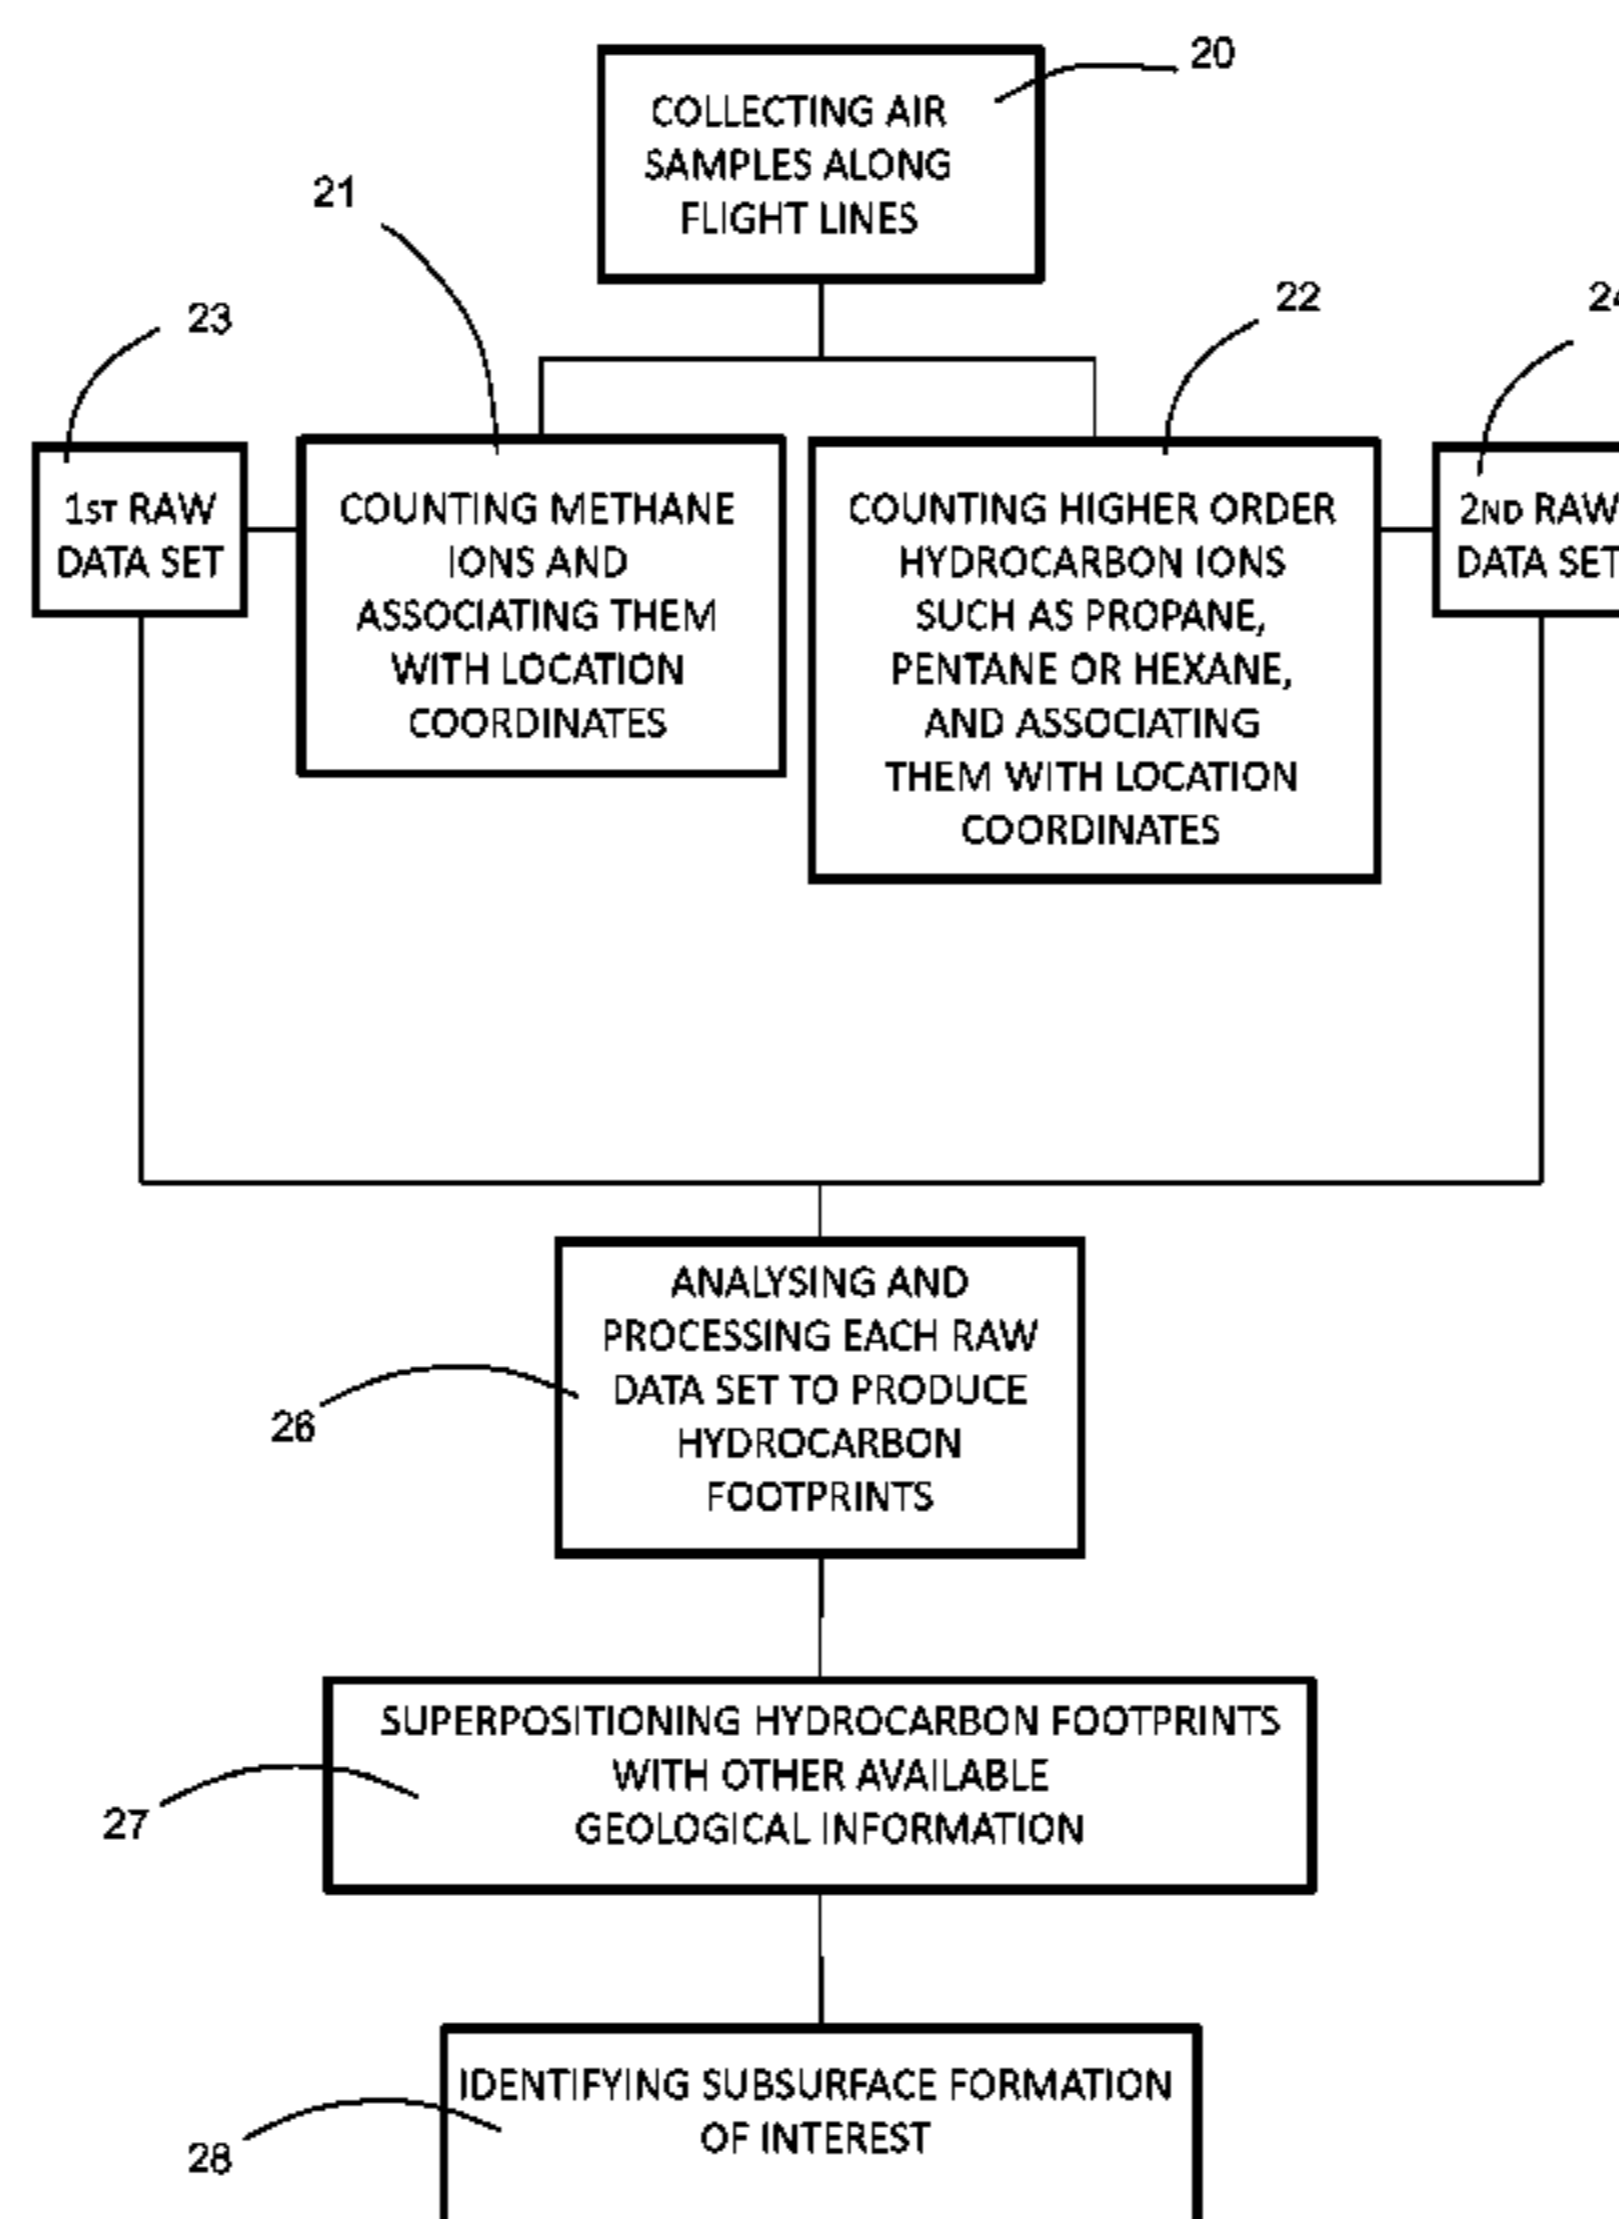 20
COLLECTING AIR
SAMPLES ALONG
FLIGHT LINES
21
22
23
1ST RAW
DATA SET
COUNTING METHANE
IONS AND
ASSOCIATING THEM
WITH LOCATION
COORDINATES
COUNTING HIGHER ORDER
HYDROCARBON IONS
SUCH AS PROPANE,
PENTANE OR HEXANE,
AND ASSOCIATING
THEM WITH LOCATION
COORDINATES
2ND RAW
DATA SET
ANALYSING AND
PROCESSING EACH RAW
DATA SET TO PRODUCE
HYDROCARBON
FOOTPRINTS
26
SUPERPOSITIONING HYDROCARBON FOOTPRINTS
WITH OTHER AVAILABLE
GEOLOGICAL INFORMATION
27
IDENTIFYING SUBSURFACE FORMATION
OF INTEREST
28